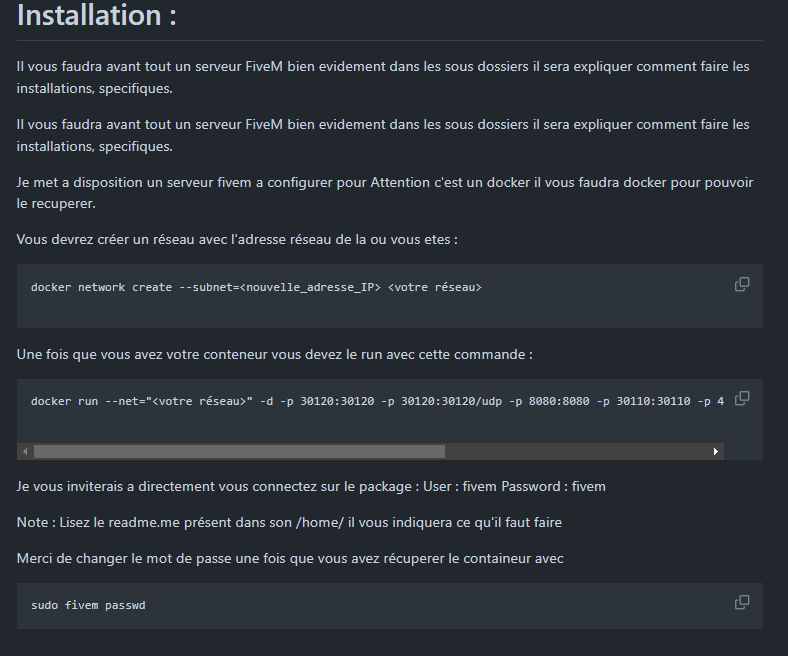 Installation :
Il vous faudra avant tout un serveur FiveM bien evidement dans les sous dossiers il sera expliquer comment faire les
installations, specifiques.
Il vous faudra avant tout un serveur FiveM bien evidement dans les sous dossiers il sera expliquer comment faire les
installations, specifiques.
Je met a disposition un serveur fivem a configurer pour Attention c'est un docker il vous faudra docker pour pouvoir
le recuperer.
Vous devrez créer un réseau avec l'adresse réseau de la ou vous etes :
docker network create --subnet=<nouvelle_adresse_IP> <votre réseau>
Une fois que vous avez votre conteneur vous devez le run avec cette commande :
docker run --net="<votre réseau>" -d -p 30120:30120 -p 30120:30120/udp -p 8080:8080 -p 30110:30110 -p 4
Je vous inviterais a directement vous connectez sur le package : User : fivem Password : fivem
Note : Lisez le readme.me présent dans son /home/ il vous indiquera ce qu'il faut faire
Merci de changer le mot de passe une fois que vous avez récuperer le containeur avec
sudo fivem passwd